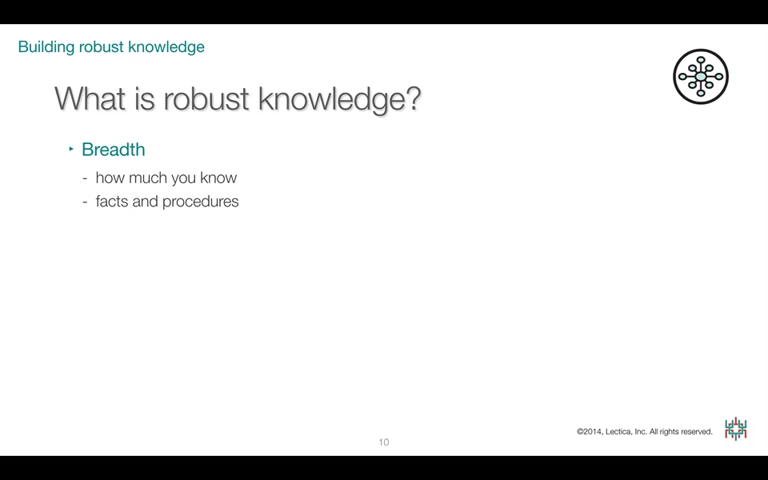 Building robust knowledge
What is robust knowledge?
‣ Breadth
- how much you know
- facts and procedures
©2014, Lectica, Inc. All rights reserved.
10